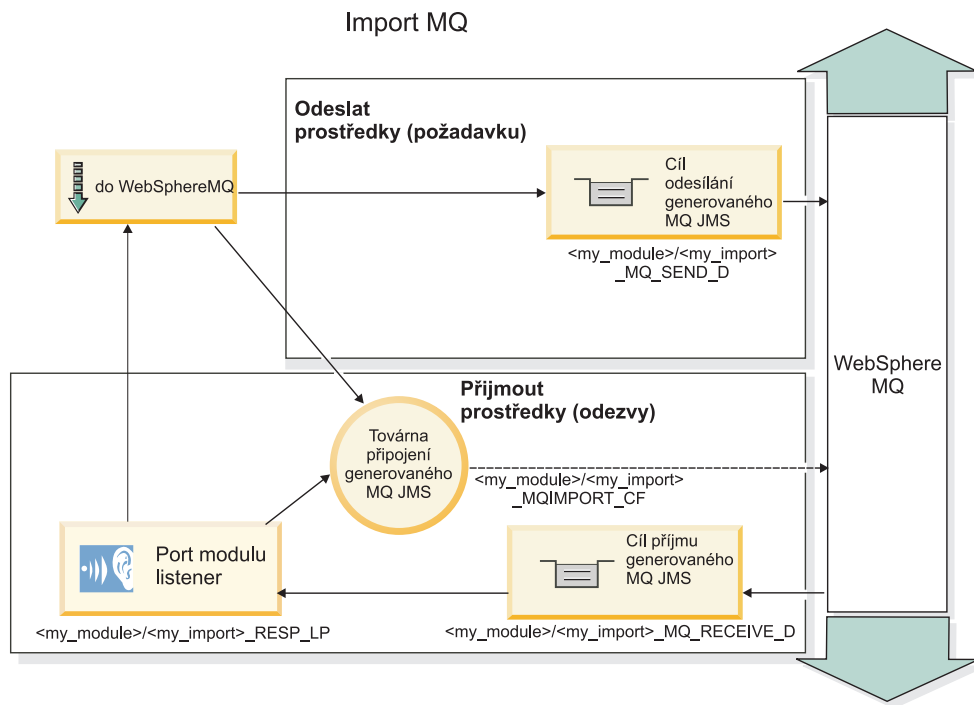 Import MQ
Odeslat
prostředky (požadavku)
do WebSphereMQ
Cíl
odesílání
generovaného
MQ JMS
<my_module>/<my_import>
_MQ_SEND_D
WebSphere
MQ
Přijmout
prostředky (odezvy)
Továrna
připojení
generovaného
MQ JMS
<my_module>/<my_import>
_MQIMPORT_CF
Port modulu
listener
<my_module>/<my_import>_RESP_LP
Cíl příjmu
generovaného
MQ JMS
<my_module>/<my_import>_MQ_RECEIVE_D